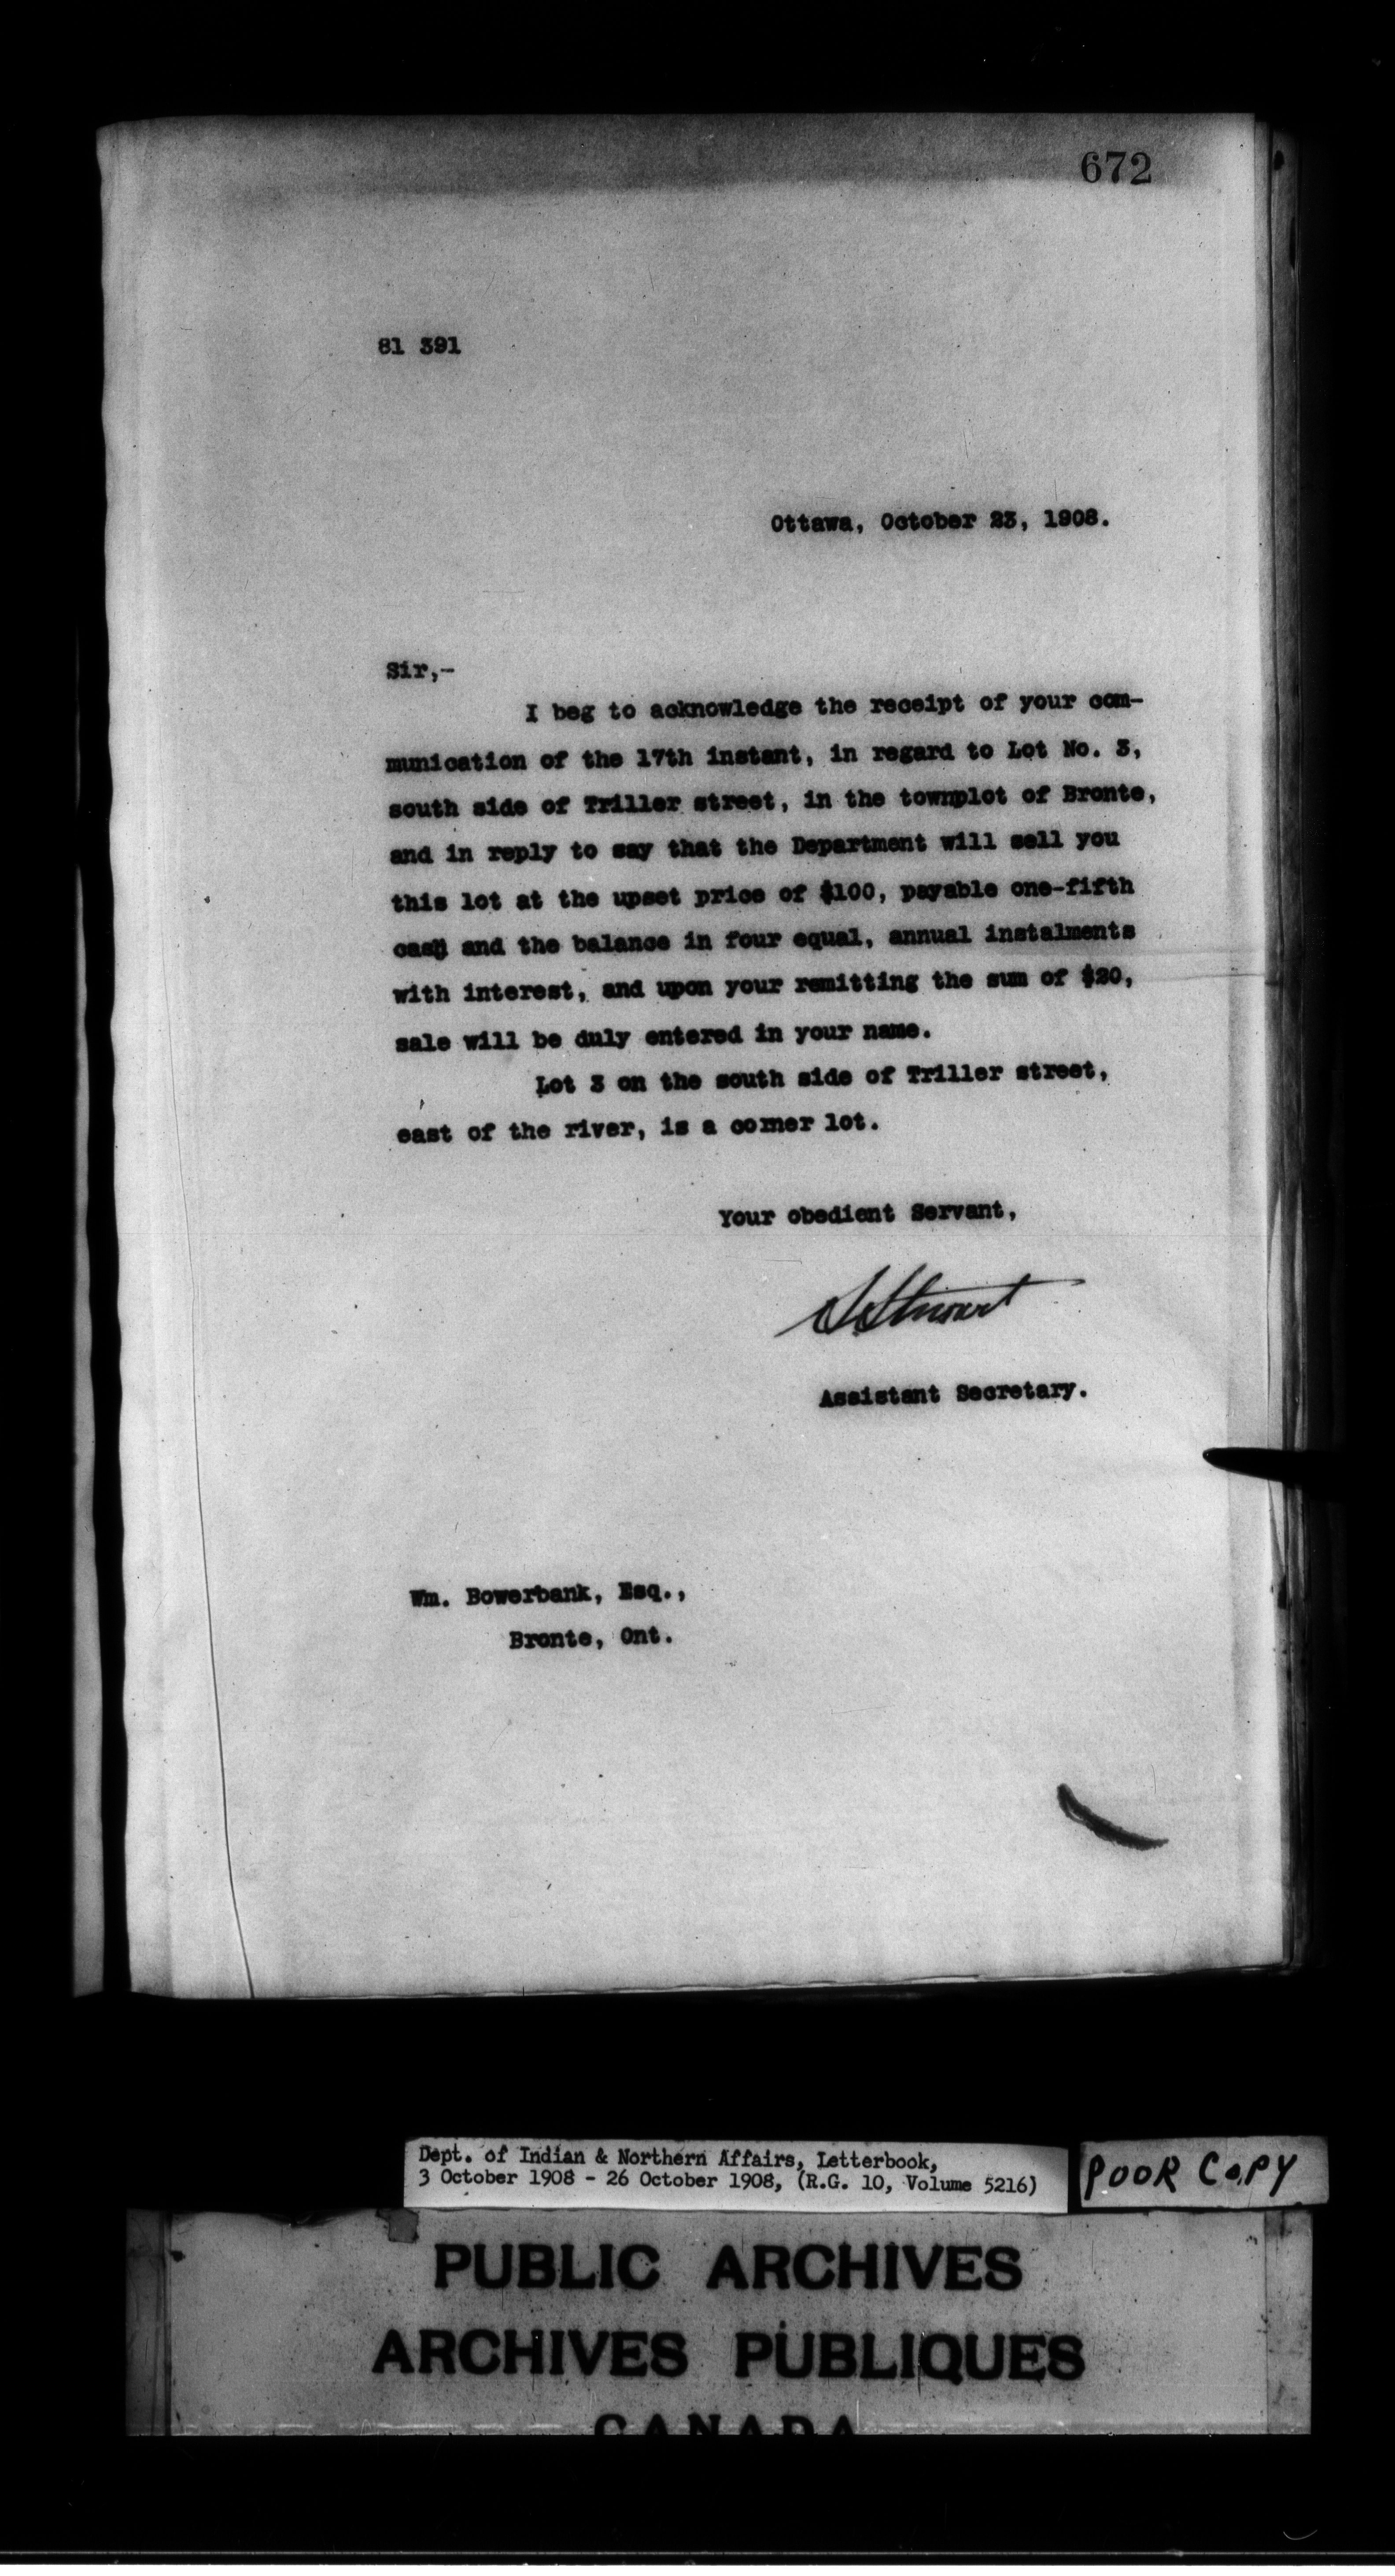 672
81 391
Ottawa, October 23, 1908.
Sir,-
I beg to acknowledge the receipt of your com-
munication of the 17th instant, in regard to Lot No. 3,
south side of Triller street, in the townplot of Bronte,
and in reply to say that the Department will sell you
this lot at the upset price of $100, payable one-fifth
cash and the balance in four equal, annual instalments
with interest, and upon your remitting the sum of $20,
sale will be duly entered in your name.
Lot 3 on the south side of Triller street,
east of the river, is a corner lot.
Your obedient Servant,
S Stewart
Assistant Secretary.
Wm. Bowerbank, Esq.,
Bronte, Ont.
Dept. of Indian & Northern Affairs, Letterbook,
3 October 1908 - 26 October 1908, (R.G. 10, Volume 5216)
POOR COPY
PUBLIC ARCHIVES
ARCHIVES PUBLIQUES
CANADA